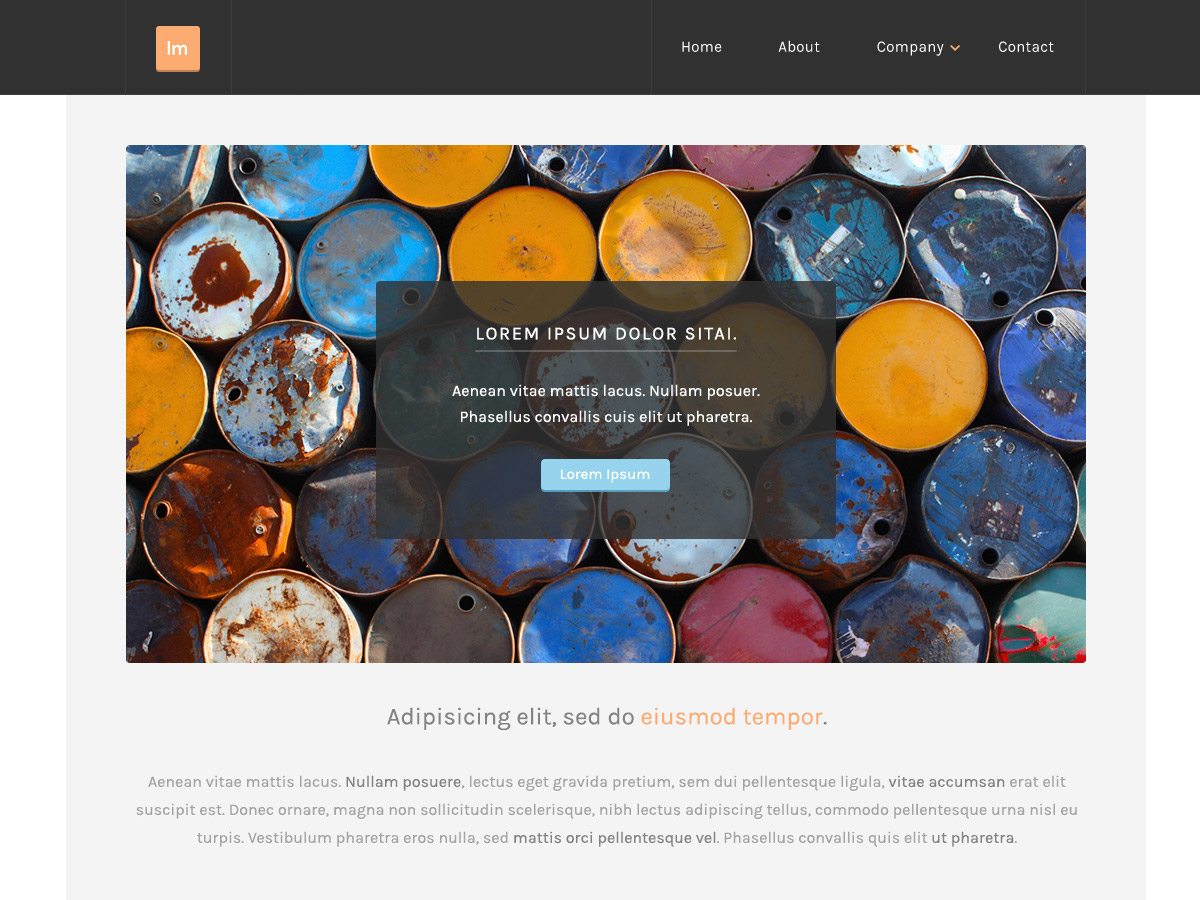 lm
Home About Company Contact
LOREM IPSUM DOLOR SITAI.
Aenean vitae mattis lacus. Nullam posuer.
Phasellus convallis cuis elit ut pharetra.
Lorem Ipsum
Adipisicing elit, sed do eiusmod tempor.
Aenean vitae mattis lacus. Nullam posuere, lectus eget gravida pretium, sem dui pellentesque ligula, vitae accumsan erat elit
suscipit est. Donec ornare, magna non sollicitudin scelerisque, nibh lectus adipiscing tellus, commodo pellentesque urna nisl eu
turpis. Vestibulum pharetra eros nulla, sed mattis orci pellentesque vel. Phasellus convallis quis elit ut pharetra.